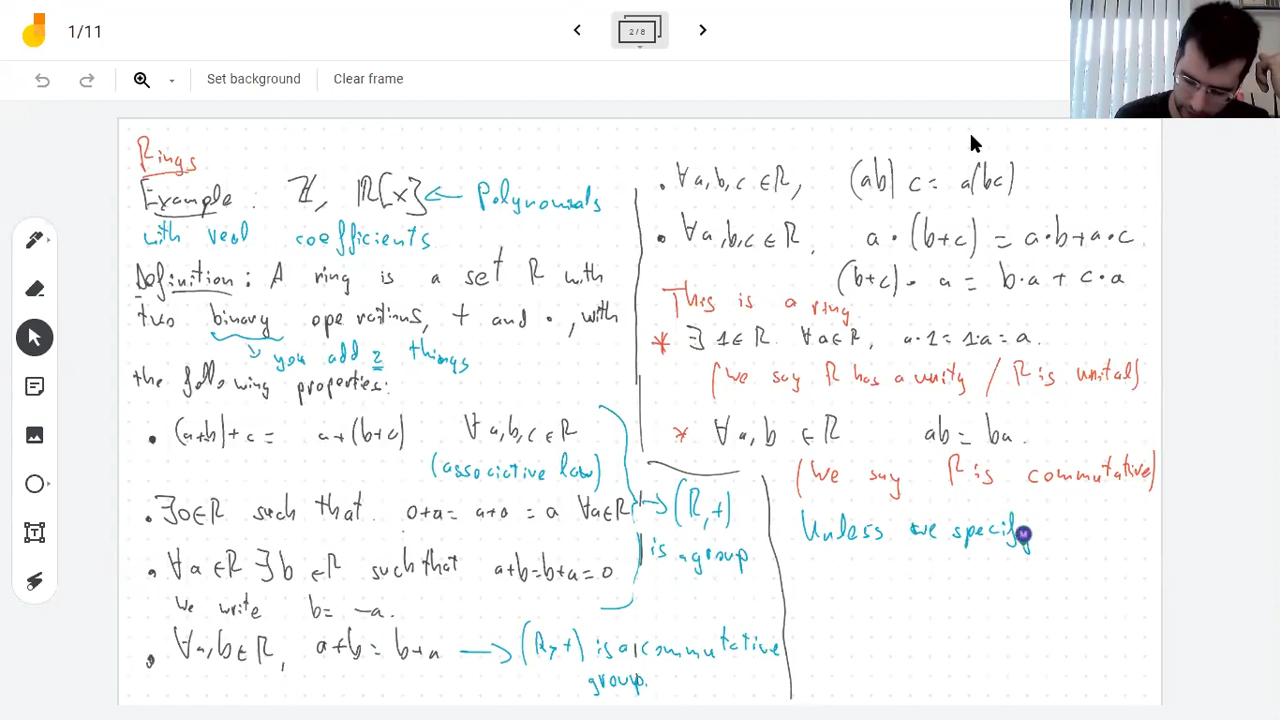 1/11
2/8
Set background
Clear frame
Rings
Example : ℤ, ℝ[x] ← Polynomials
with real coefficients.
Definition: A ring is a set R with
two binary operations, + and ·, with
↳ you add 2 things
the following properties:
• (a+b)+c = a+(b+c) ∀a,b,c∈R
(associative law)
• ∃0∈R such that 0+a = a+0 = a ∀a∈R
→ (R,+)
is a group
• ∀a∈R ∃b∈R such that a+b=b+a=0
we write b= -a.
• ∀a,b∈R, a+b = b+a → (R,+) is a commutative
group.
• ∀a,b,c∈R, (ab)c = a(bc)
• ∀a,b,c∈R, a·(b+c) = a·b+a·c
(b+c)·a = b·a + c·a
This is a ring
* ∃1∈R ∀a∈R, a·1=1·a=a.
(we say R has a unity / R is unital)
* ∀a,b ∈R ab = ba.
(We say R is commutative)
Unless we specify